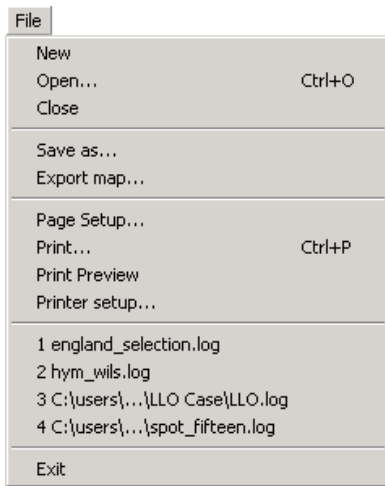 File
New
Open... Ctrl+O
Close
Save as...
Export map...
Page Setup...
Print... Ctrl+P
Print Preview
Printer setup...
1 england_selection.log
2 hym_wils.log
3 C:\users\...\LLO Case\LLO.log
4 C:\users\...\spot_fifteen.log
Exit